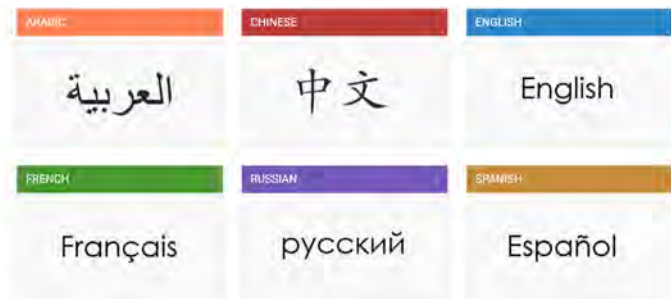 ARABIC
CHINESE
ENGLISH
العربية
中文
English
FRENCH
RUSSIAN
SPANISH
Français
русский
Español